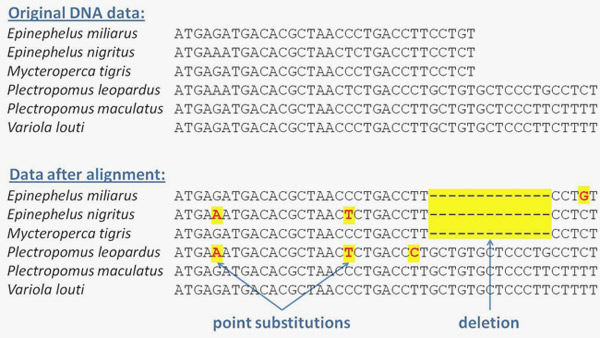 Original DNA data:
Epinephelus miliarus ATGAGATGACACGCTAACCCTGACCTTCCTGT
Epinephelus nigritus ATGAAATGACACGCTAACTCTGACCTTCCTCT
Mycteroperca tigris ATGAGATGACACGCTAACCCTGACCTTCCTCT
Plectropomus leopardus ATGAAATGACACGCTAACTCTGACCCTGCTGTGCTCCCTGCCTCT
Plectropomus maculatus ATGAGATGACACGCTAACCCTGACCTTGCTGTGCTCCCTTCTTTT
Variola louti ATGAGATGACACGCTAACCCTGACCTTGCTGTGCTCCCTTCTTTT
Data after alignment:
Epinephelus miliarus ATGAGATGACACGCTAACCCTGACCTT-------------CCTGT
Epinephelus nigritus ATGAAATGACACGCTAACTCTGACCTT-------------CCTCT
Mycteroperca tigris ATGAGATGACACGCTAACCCTGACCTT-------------CCTCT
Plectropomus leopardus ATGAAATGACACGCTAACTCTGACCCTGCTGTGCTCCCTGCCTCT
Plectropomus maculatus ATGAGATGACACGCTAACCCTGACCTTGCTGTGCTCCCTTCTTTT
Variola louti ATGAGATGACACGCTAACCCTGACCTTGCTGTGCTCCCTTCTTTT
point substitutions deletion